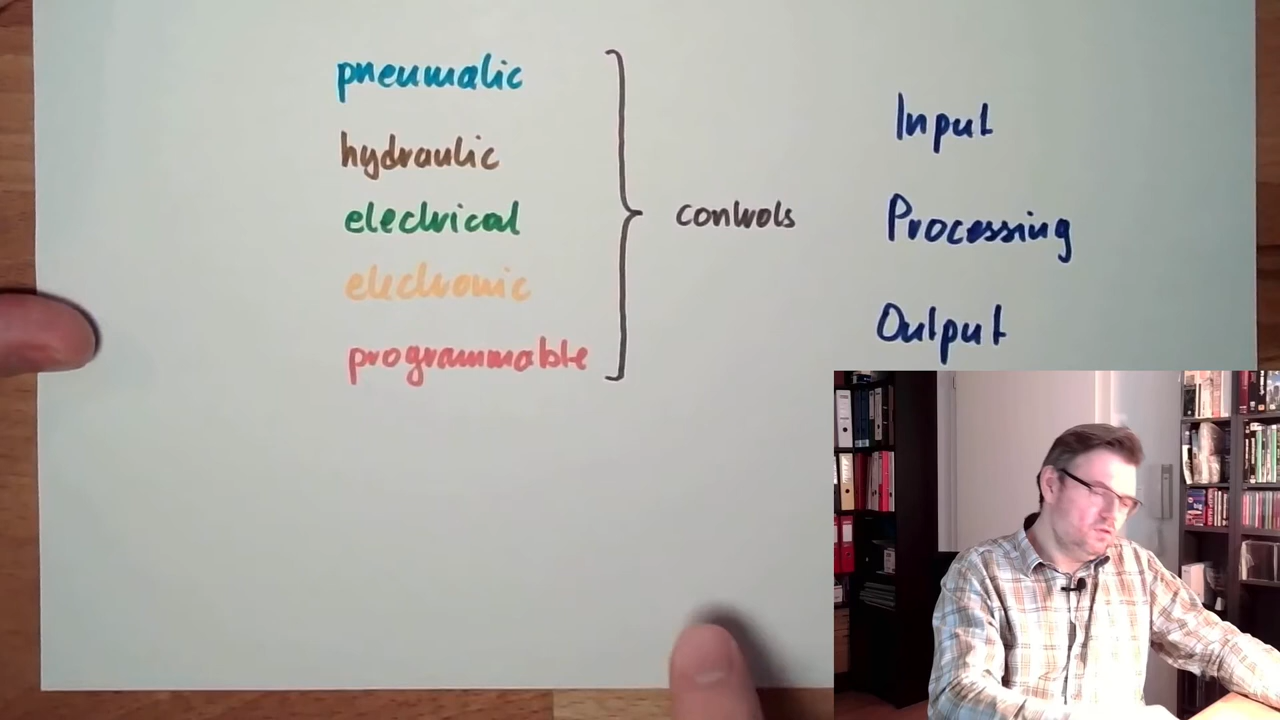 pneumatic
hydraulic
electrical
electronic
programmable
controls
Input
Processing
Output